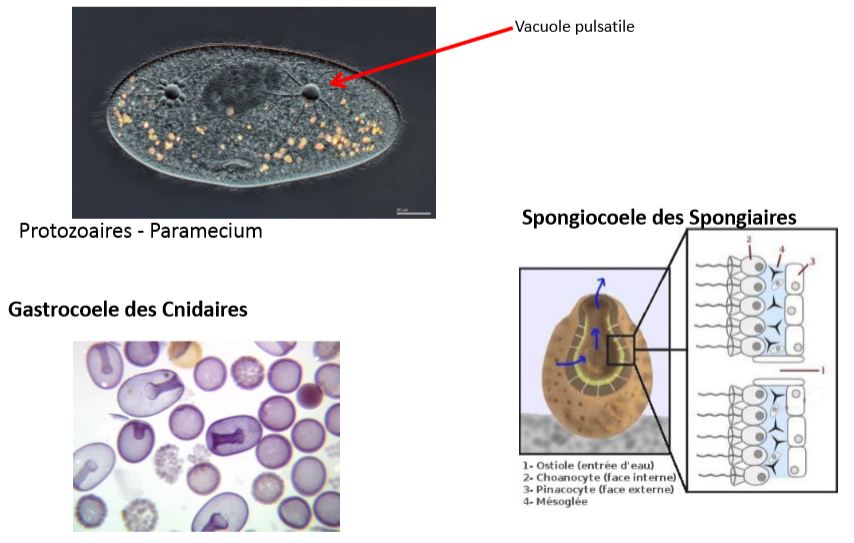 Vacuole pulsatile
Protozoaires - Paramecium
Spongiocoele des Spongiaires
2
4
3
1
1- Ostiole (entrée d'eau)
2- Choanocyte (face interne)
3- Pinacocyte (face externe)
4- Mésoglée
Gastrocoele des Cnidaires